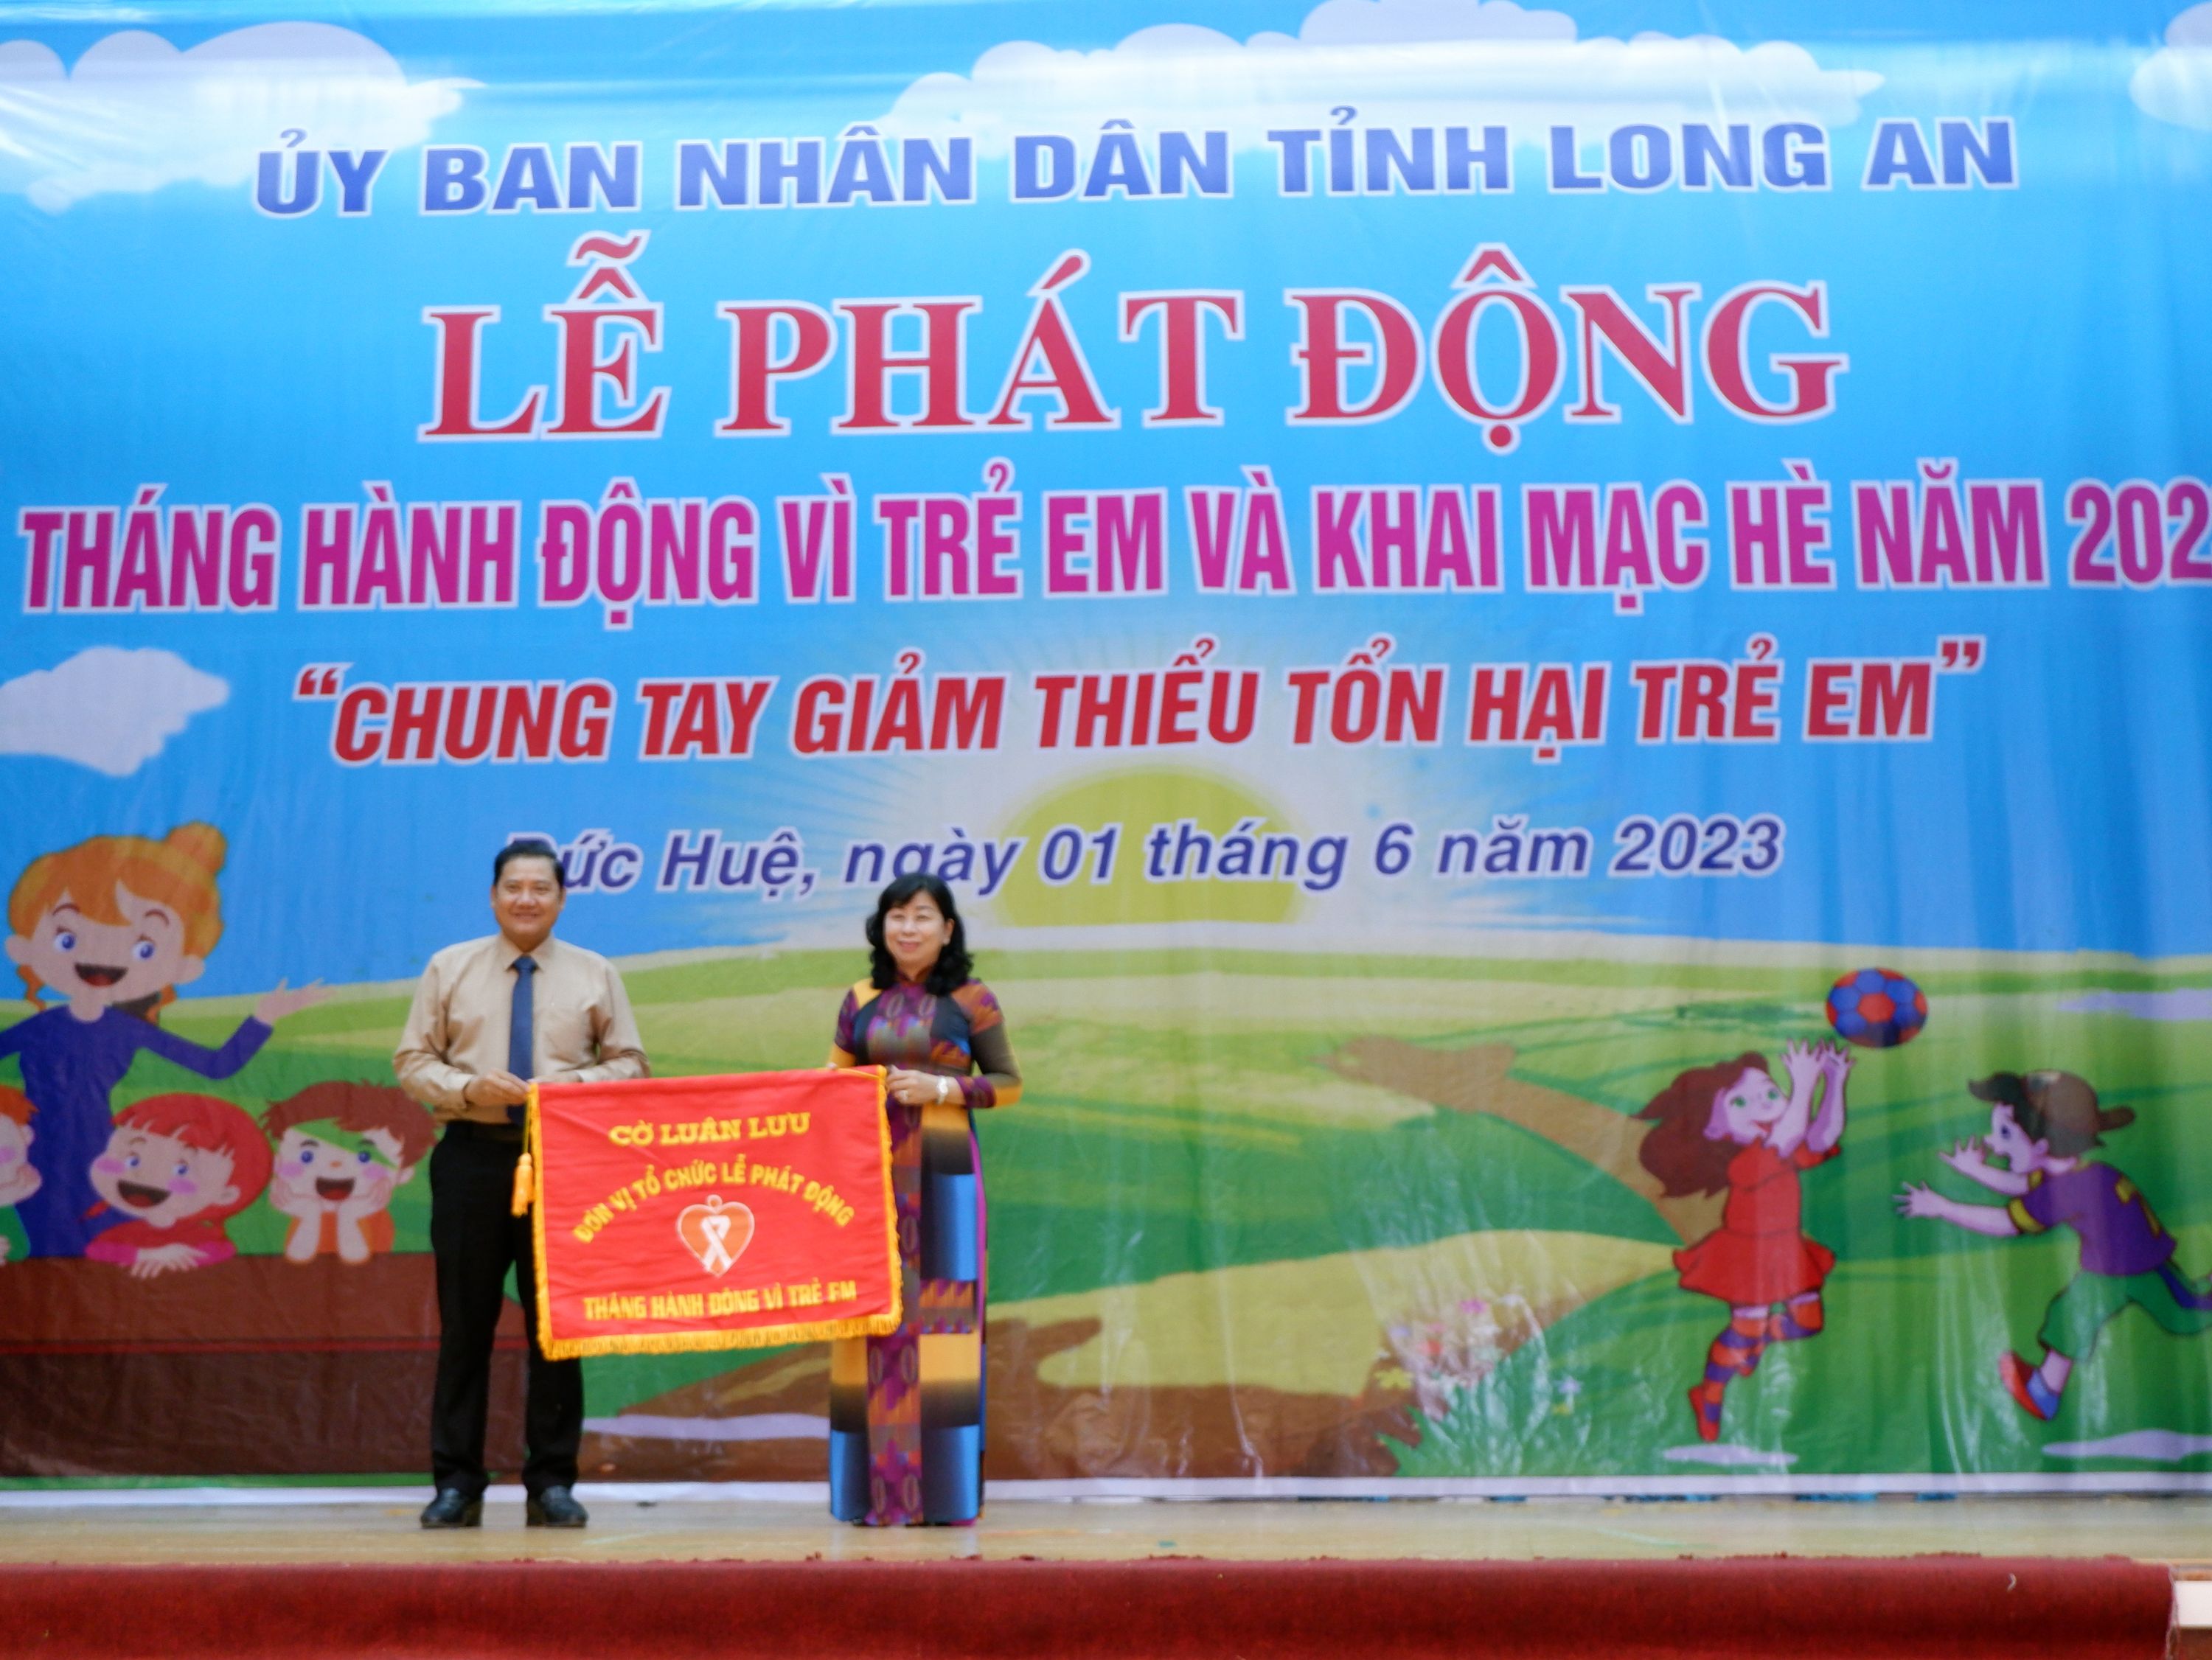 ỦY BAN NHÂN DÂN TỈNH LONG AN
LỄ PHÁT ĐỘNG
THÁNG HÀNH ĐỘNG VÌ TRẺ EM VÀ KHAI MẠC HÈ NĂM 202
“CHUNG TAY GIẢM THIỂU TỔN HẠI TRẺ EM”
Đức Huệ, ngày 01 tháng 6 năm 2023
CỜ LUÂN LƯU
ĐƠN VỊ TỔ CHỨC LỄ PHÁT ĐỘNG
THÁNG HÀNH ĐỘNG VÌ TRẺ EM